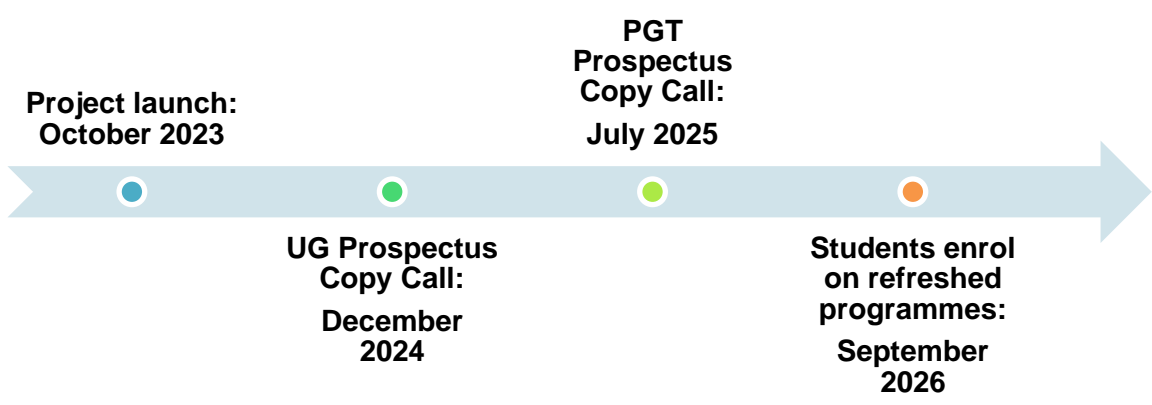 Project launch:
October 2023
UG Prospectus
Copy Call:
December
2024
PGT
Prospectus
Copy Call:
July 2025
Students enrol
on refreshed
programmes:
September
2026